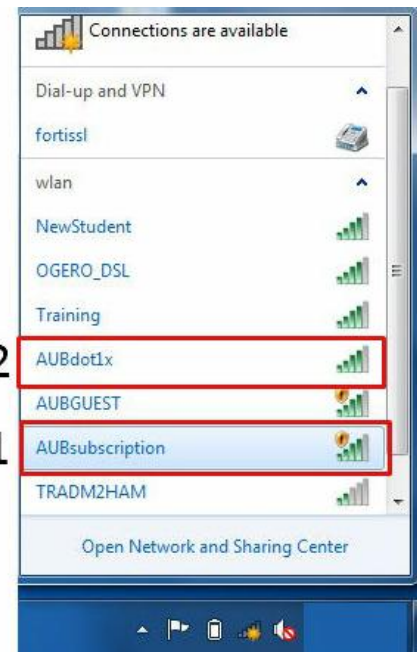 Connections are available
Dial-up and VPN
fortissl
wlan
NewStudent
OGERO_DSL
Training
2
AUBdot1x
AUBGUEST
1
AUBsubscription
TRADM2HAM
Open Network and Sharing Center